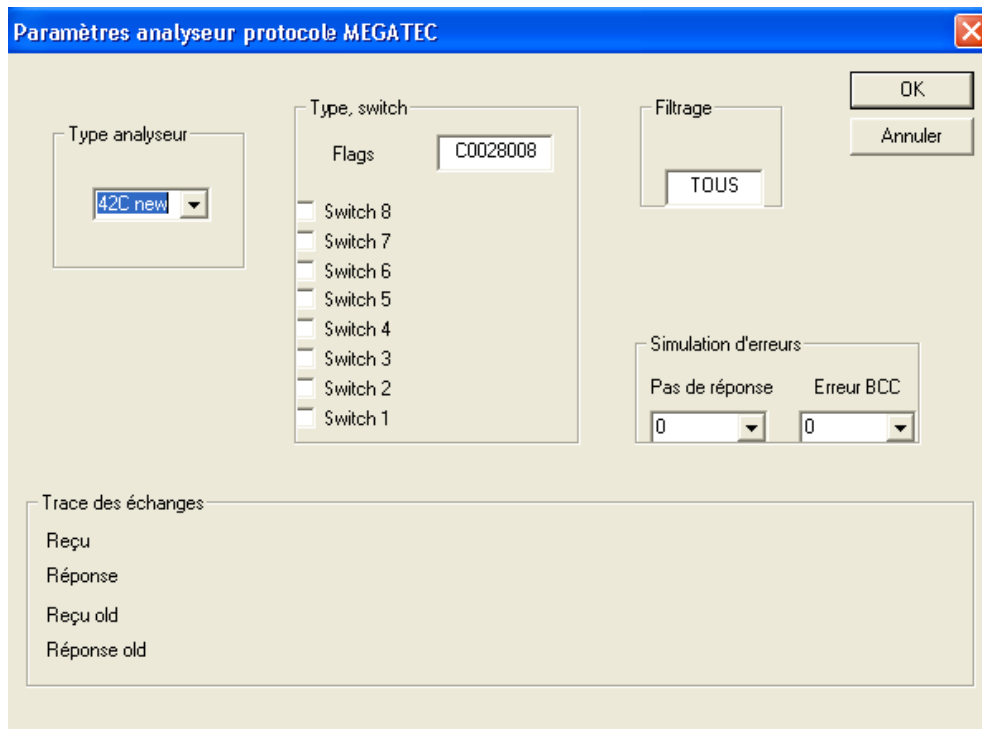 Paramètres analyseur protocole MEGATEC
OK
Annuler
Type analyseur
42C new
Type, switch
Flags C0028008
Switch 8
Switch 7
Switch 6
Switch 5
Switch 4
Switch 3
Switch 2
Switch 1
Filtrage
TOUS
Simulation d'erreurs
Pas de réponse Erreur BCC
0 0
Trace des échanges
Reçu
Réponse
Reçu old
Réponse old